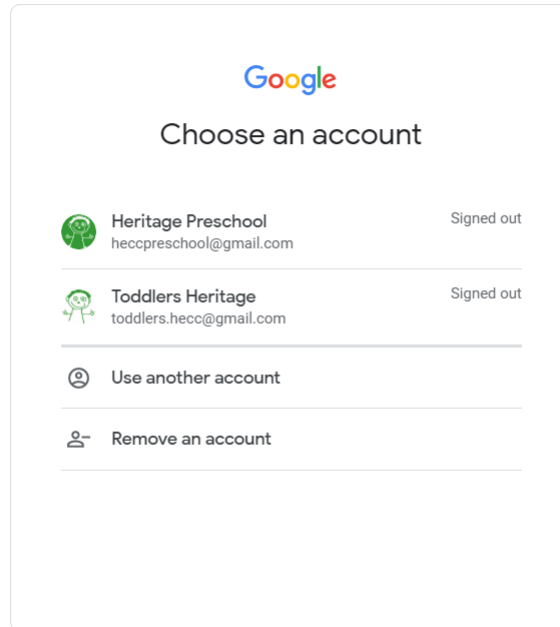 Google
Choose an account
Heritage Preschool
Signed out
heccpreschool@gmail.com
Toddlers Heritage
Signed out
toddlers.hecc@gmail.com
Use another account
Remove an account